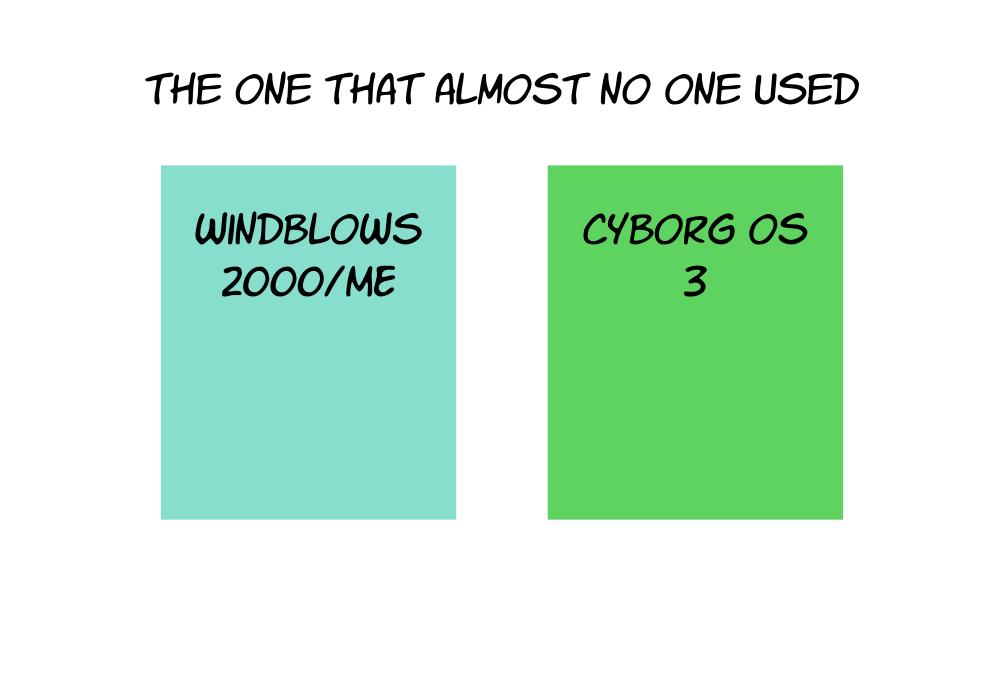 THE ONE THAT ALMOST NO ONE USED
WINDBLOWS
2000/ME
CYBORG OS
3